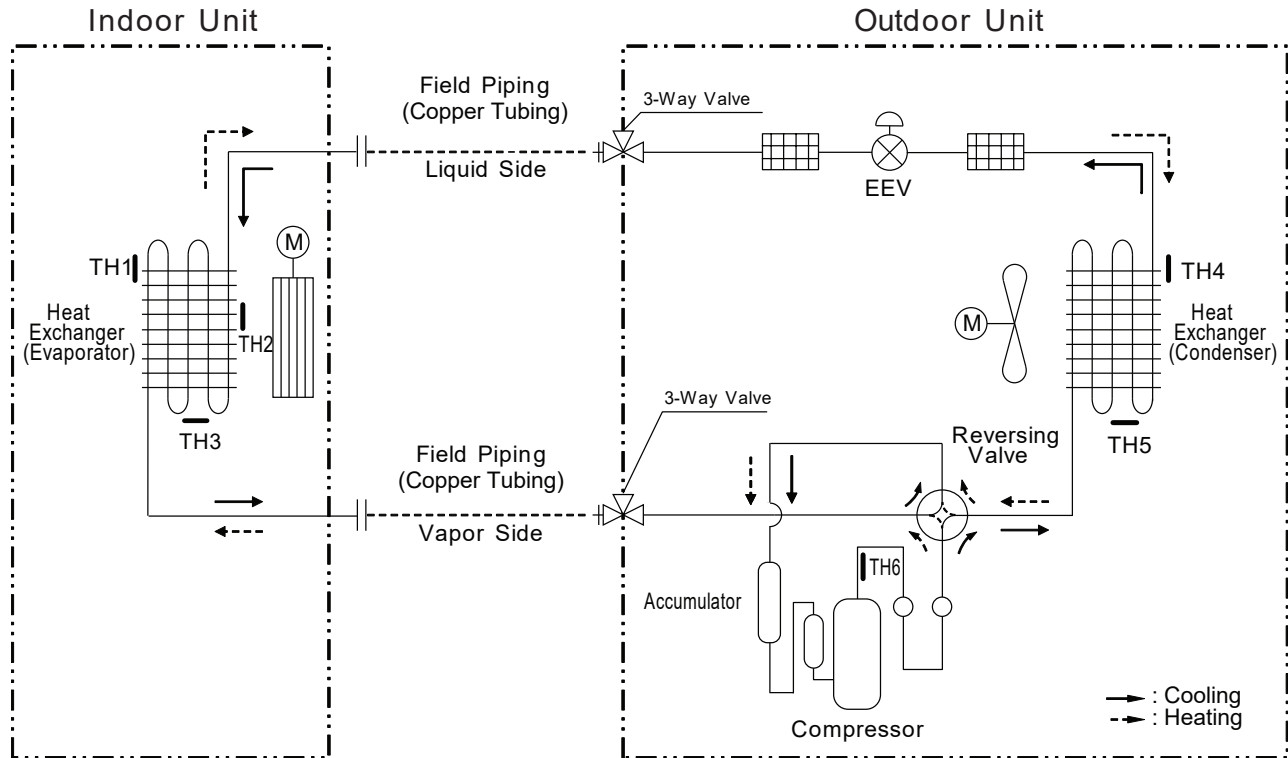 Indoor Unit
Outdoor Unit
Field Piping
(Copper Tubing)
3-Way Valve
Liquid Side
EEV
M
TH1
TH4
Heat
Exchanger
(Evaporator)
TH2
M
Heat
Exchanger
(Condenser)
TH3
3-Way Valve
TH5
Field Piping
(Copper Tubing)
Reversing
Valve
Vapor Side
TH6
Accumulator
Compressor
: Cooling
: Heating